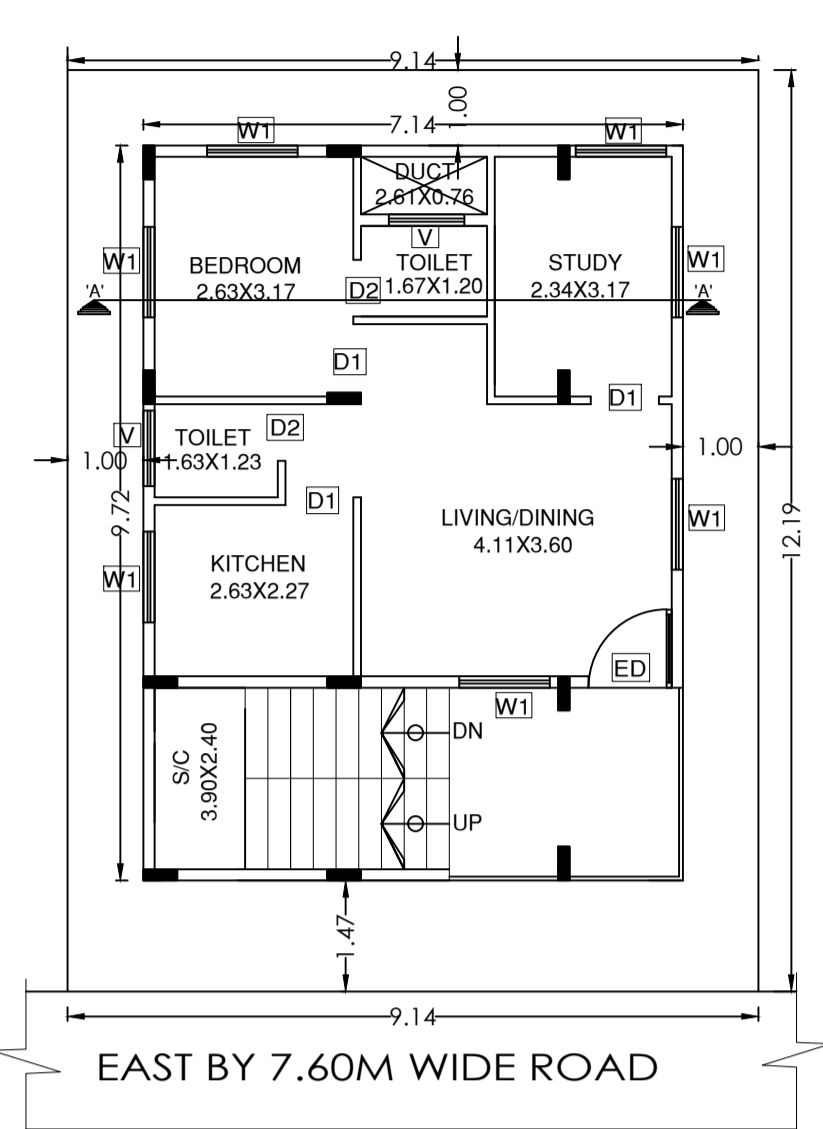 9.14
1.00
7.14
W1
W1
DUCT
2.61X0.76
V
W1
BEDROOM
2.63X3.17
TOILET
1.67X1.20
STUDY
2.34X3.17
W1
'A'
'A'
D2
D1
D1
V
TOILET
1.63X1.23
D2
1.00
1.00
9.72
D1
LIVING/DINING
4.11X3.60
W1
12.19
W1
KITCHEN
2.63X2.27
ED
W1
S/C
3.90X2.40
DN
UP
1.47
9.14
EAST BY 7.60M WIDE ROAD